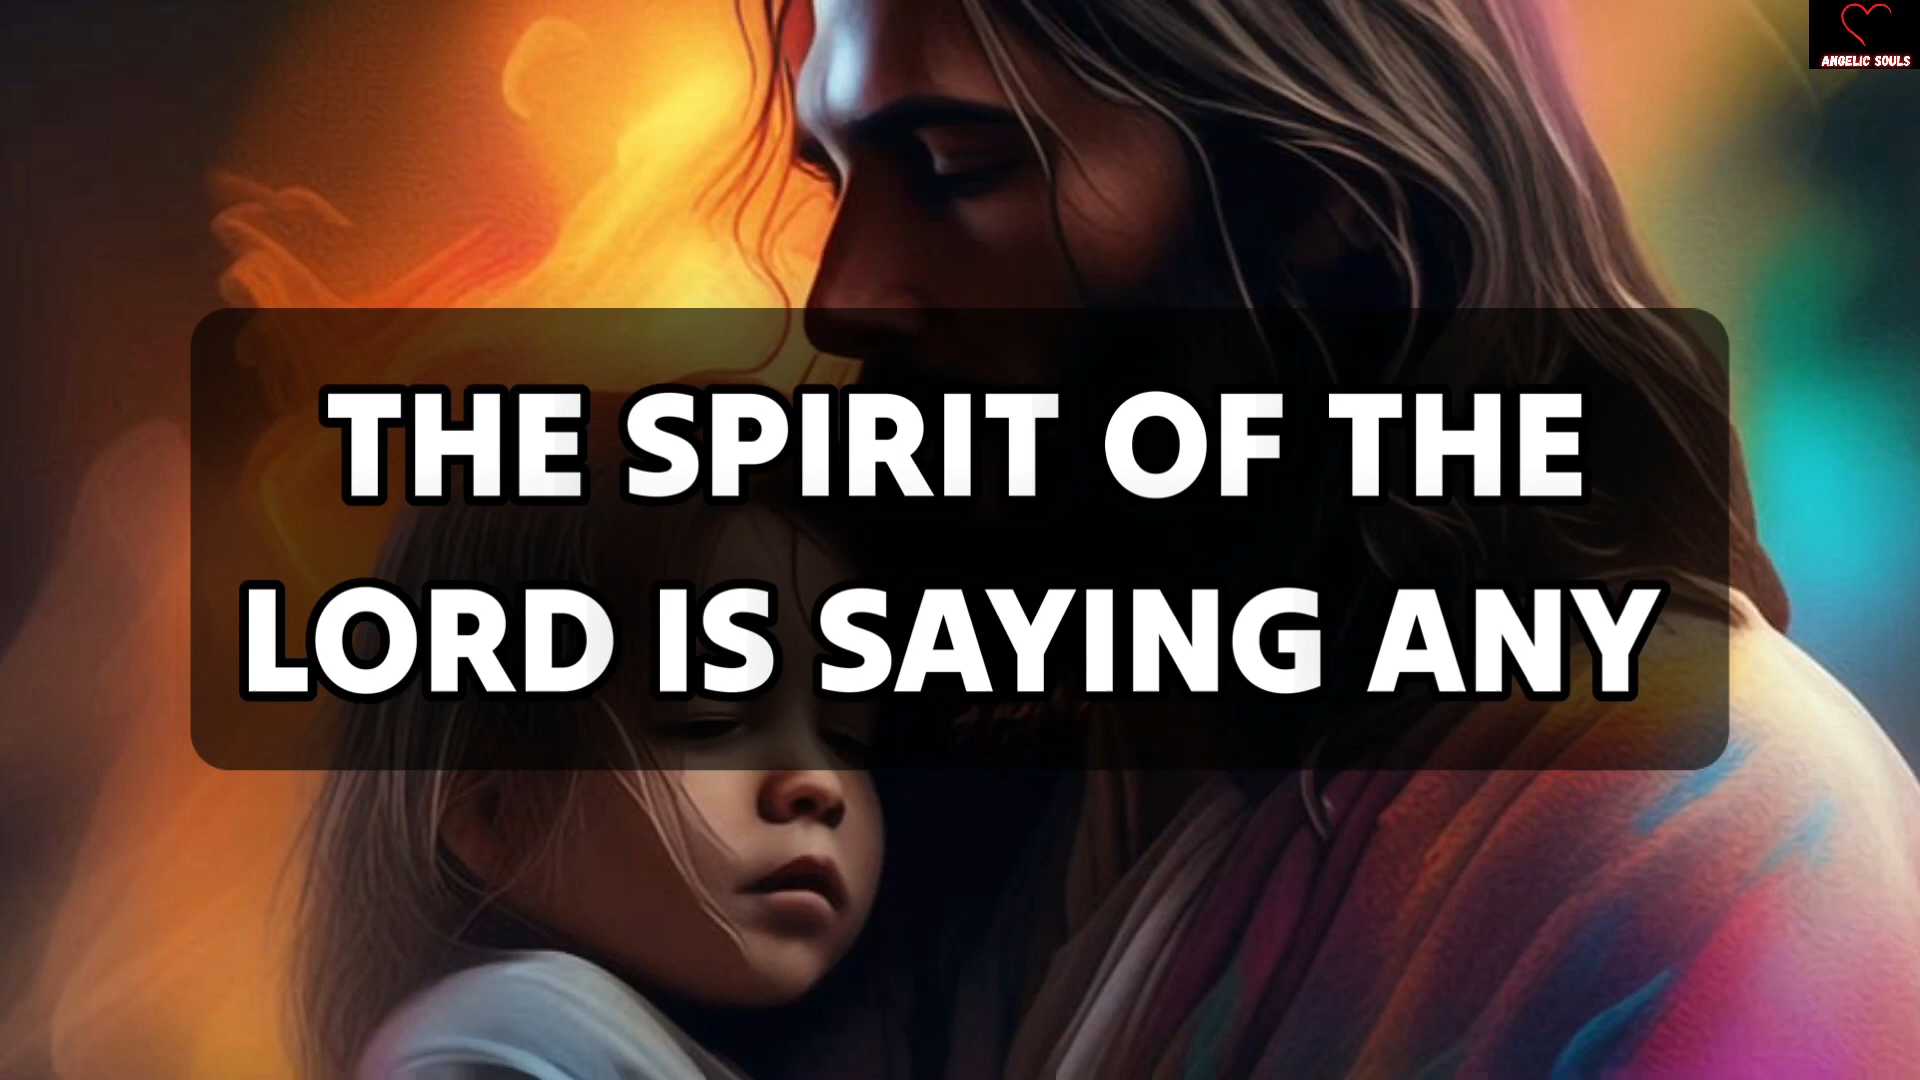 ANGELIC SOULS
THE SPIRIT OF THE
LORD IS SAYING ANY